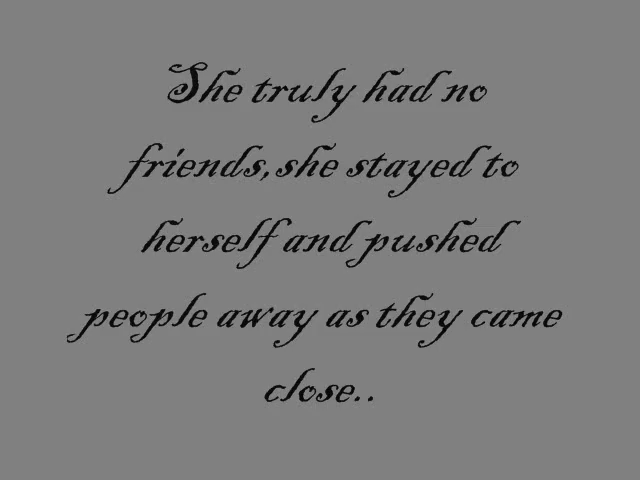 She truly had no
friends, she stayed to
herself and pushed
people away as they came
close..